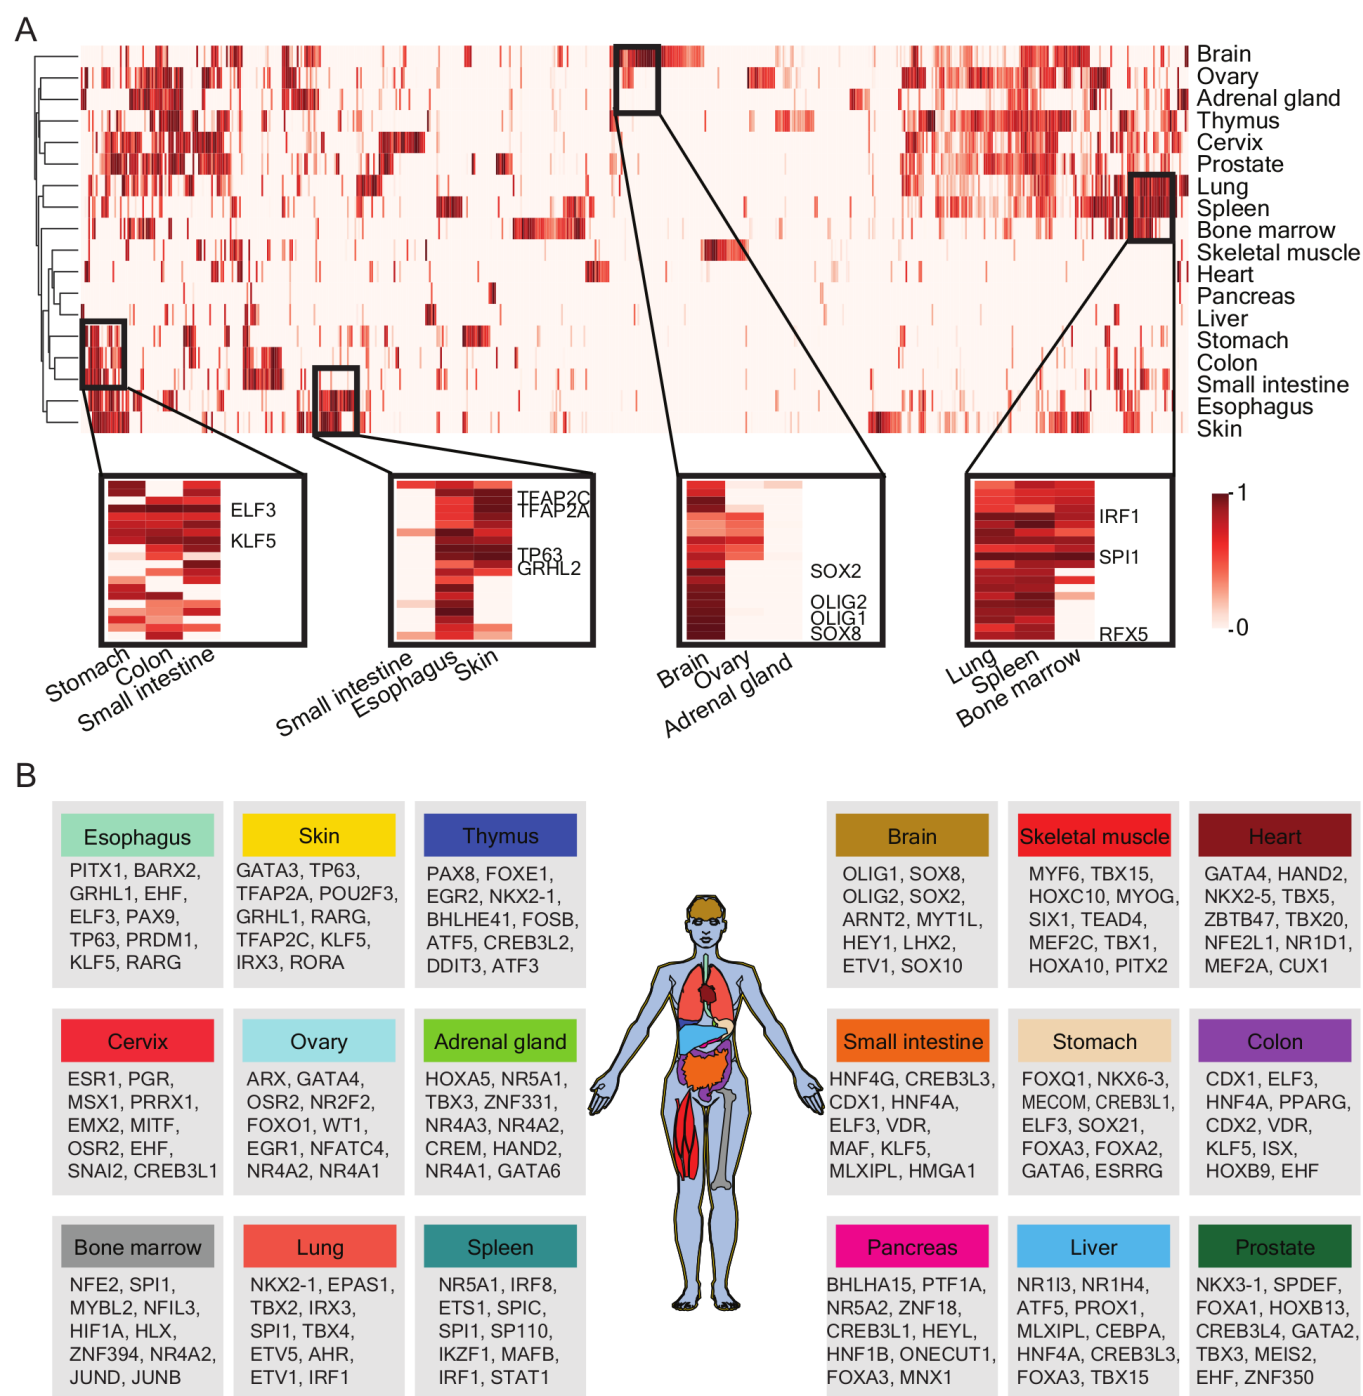 A
Brain
Ovary
Adrenal gland
Thymus
Cervix
Prostate
Lung
Spleen
Bone marrow
Skeletal muscle
Heart
Pancreas
Liver
Stomach
Colon
Small intestine
Esophagus
Skin
ELF3
KLF5
Stomach
Colon
Small intestine
TFAP2C
TFAP2A
TP63
GRHL2
Small intestine
Esophagus
Skin
SOX2
OLIG2
OLIG1
SOX8
Brain
Ovary
Adrenal gland
IRF1
SPI1
RFX5
Lung
Spleen
Bone marrow
1
0
B
Esophagus
PITX1, BARX2,
GRHL1, EHF,
ELF3, PAX9,
TP63, PRDM1,
KLF5, RARG
Skin
GATA3, TP63,
TFAP2A, POU2F3,
GRHL1, RARG,
TFAP2C, KLF5,
IRX3, RORA
Thymus
PAX8, FOXE1,
EGR2, NKX2-1,
BHLHE41, FOSB,
ATF5, CREB3L2,
DDIT3, ATF3
Brain
OLIG1, SOX8,
OLIG2, SOX2,
ARNT2, MYT1L,
HEY1, LHX2,
ETV1, SOX10
Skeletal muscle
MYF6, TBX15,
HOXC10, MYOG,
SIX1, TEAD4,
MEF2C, TBX1,
HOXA10, PITX2
Heart
GATA4, HAND2,
NKX2-5, TBX5,
ZBTB47, TBX20,
NFE2L1, NR1D1,
MEF2A, CUX1
Cervix
ESR1, PGR,
MSX1, PRRX1,
EMX2, MITF,
OSR2, EHF,
SNAI2, CREB3L1
Ovary
ARX, GATA4,
OSR2, NR2F2,
FOXO1, WT1,
EGR1, NFATC4,
NR4A2, NR4A1
Adrenal gland
HOXA5, NR5A1,
TBX3, ZNF331,
NR4A3, NR4A2,
CREM, HAND2,
NR4A1, GATA6
Small intestine
HNF4G, CREB3L3,
CDX1, HNF4A,
ELF3, VDR,
MAF, KLF5,
MLXIPL, HMGA1
Stomach
FOXQ1, NKX6-3,
MECOM, CREB3L1,
ELF3, SOX21,
FOXA3, FOXA2,
GATA6, ESRRG
Colon
CDX1, ELF3,
HNF4A, PPARG,
CDX2, VDR,
KLF5, ISX,
HOXB9, EHF
Bone marrow
NFE2, SPI1,
MYBL2, NFIL3,
HIF1A, HLX,
ZNF394, NR4A2,
JUND, JUNB
Lung
NKX2-1, EPAS1,
TBX2, IRX3,
SPI1, TBX4,
ETV5, AHR,
ETV1, IRF1
Spleen
NR5A1, IRF8,
ETS1, SPIC,
SPI1, SP110,
IKZF1, MAFB,
IRF1, STAT1
Pancreas
BHLHA15, PTF1A,
NR5A2, ZNF18,
CREB3L1, HEYL,
HNF1B, ONECUT1,
FOXA3, MNX1
Liver
NR1I3, NR1H4,
ATF5, PROX1,
MLXIPL, CEBPA,
HNF4A, CREB3L3,
FOXA3, TBX15
Prostate
NKX3-1, SPDEF,
FOXA1, HOXB13,
CREB3L4, GATA2,
TBX3, MEIS2,
EHF, ZNF350